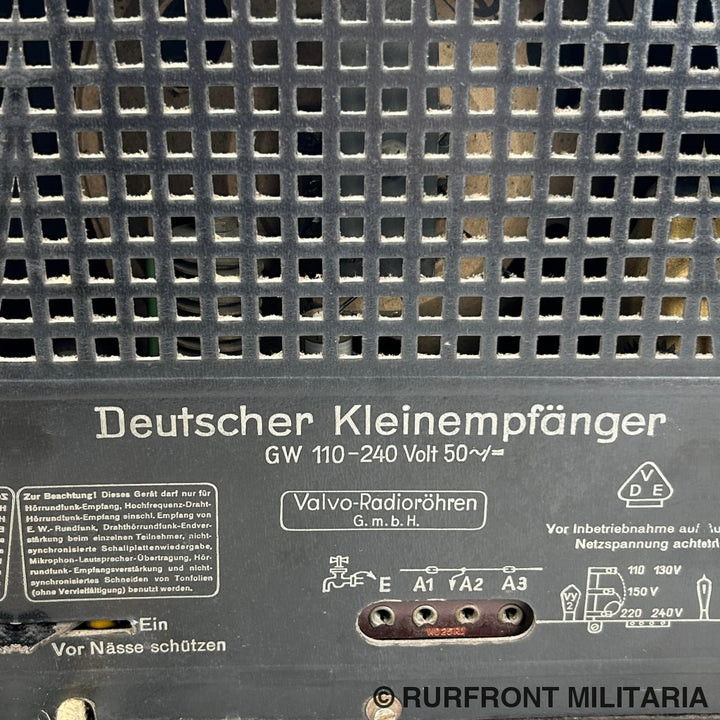 Deutscher Kleinempfänger
GW 110-240 Volt 50~/=
Zur Beachtung! Dieses Gerät darf nur für
Hörrundfunk-Empfang, Hochfrequenz-Draht-
Hörrundfunk-Empfang einschl. Empfang von
E.W.-Rundfunk, Drahthörrundfunk-Endver-
stärkung beim einzelnen Teilnehmer, nicht-
synchronisierte Schallplattenwiedergabe,
Mikrophon-Lautsprecher-Übertragung, Hör-
rundfunk-Empfangsverstärkung und nicht-
synchronisiertes Schneiden von Tonfolien
(ohne Vervielfältigung) benutzt werden.
Valvo-Radioröhren
G.m.b.H.
VDE
Vor Inbetriebnahme auf
Netzspannung
E A1 A2 A3
110 130V
150V
220 240V
VY
2
Ein
Vor Nässe schützen
© RURFRONT MILITARIA